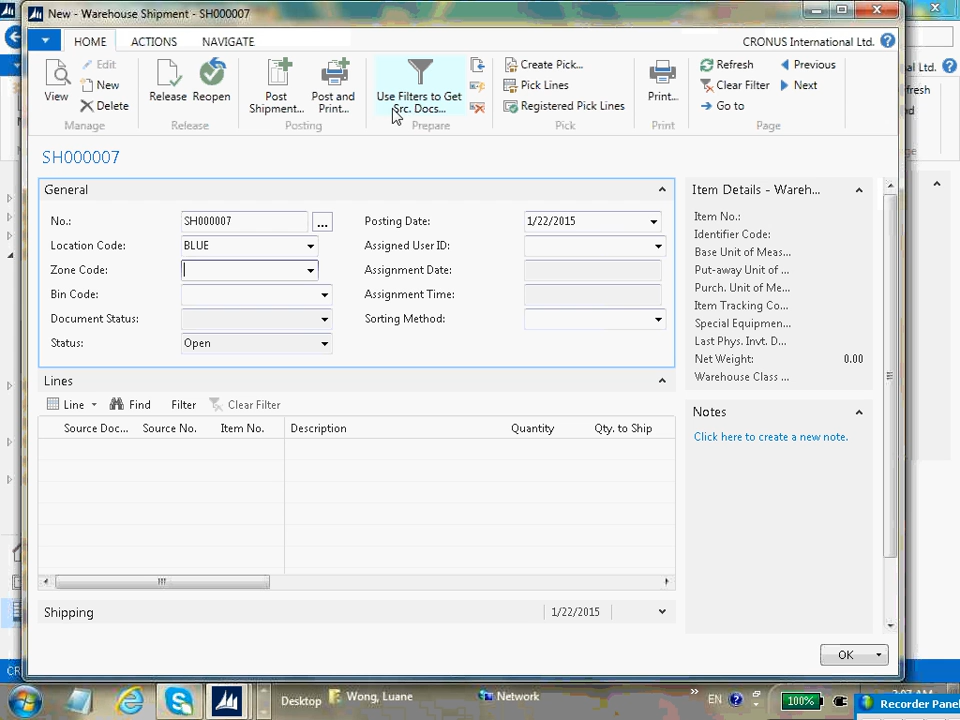 New - Warehouse Shipment - SH000007
HOME ACTIONS NAVIGATE CRONUS International Ltd.
al Ltd.
Edit
New
Delete
View
Manage
Release
Reopen
Release
Post Shipment...
Post and Print...
Posting
Use Filters to Get
Src. Docs...
Prepare
Create Pick...
Pick Lines
Registered Pick Lines
Pick
Print...
Print
Refresh
Clear Filter
Go to
Previous
Next
Page
fresh
SH000007
General
No.: SH000007 ...
Location Code: BLUE
Zone Code:
Bin Code:
Document Status:
Status: Open
Posting Date: 1/22/2015
Assigned User ID:
Assignment Date:
Assignment Time:
Sorting Method:
Lines
Line Find Filter Clear Filter
Source Doc... Source No. Item No. Description Quantity Qty. to Ship
Shipping 1/22/2015
Item Details - Wareh...
Item No.:
Identifier Code:
Base Unit of Meas...
Put-away Unit of ...
Purch. Unit of Me...
Item Tracking Co...
Special Equipmen...
Last Phys. Invt. D...
Net Weight: 0.00
Warehouse Class ...
Notes
Click here to create a new note.
OK
CR
Desktop Wong, Luane Network EN 100% Recorder Pane